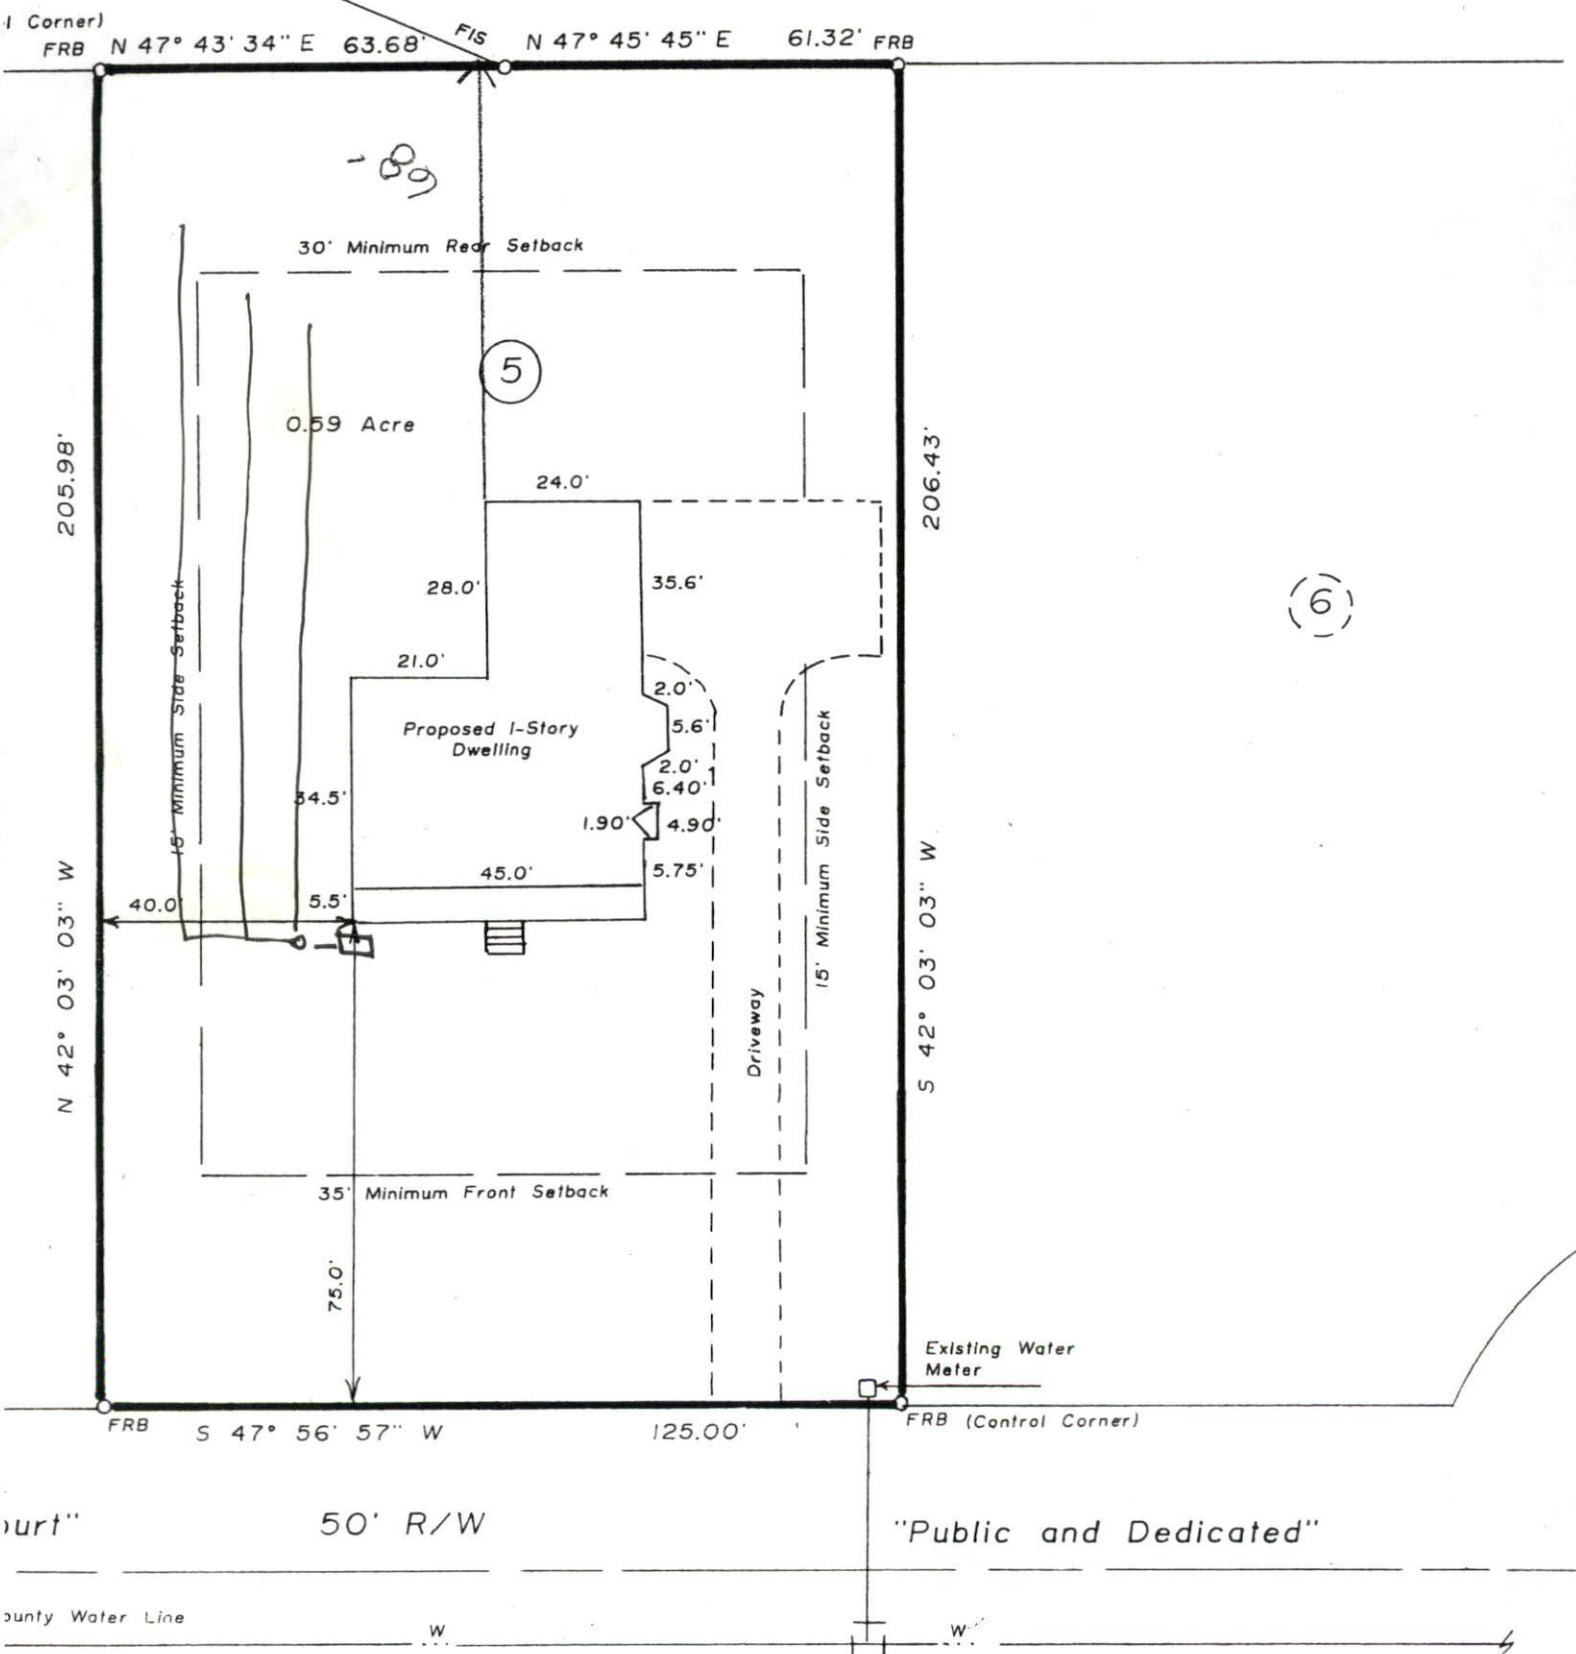 Corner)
FRB N 47° 43' 34" E 63.68' FIS N 47° 45' 45" E 61.32' FRB
30' Minimum Rear Setback
5
0.59 Acre
205.98'
206.43'
24.0'
28.0'
35.6'
6
21.0'
15' Minimum Side Setback
2.0'
Proposed 1-Story
Dwelling
5.6'
2.0'
6.40'
34.5'
1.90'
4.90'
15' Minimum Side Setback
45.0'
5.75'
40.0'
5.5'
N 42° 03' 03" W
S 42° 03' 03" W
Driveway
35' Minimum Front Setback
75.0'
Existing Water
Meter
FRB S 47° 56' 57" W 125.00' FRB (Control Corner)
50' R/W "Public and Dedicated"
Water Line
W W